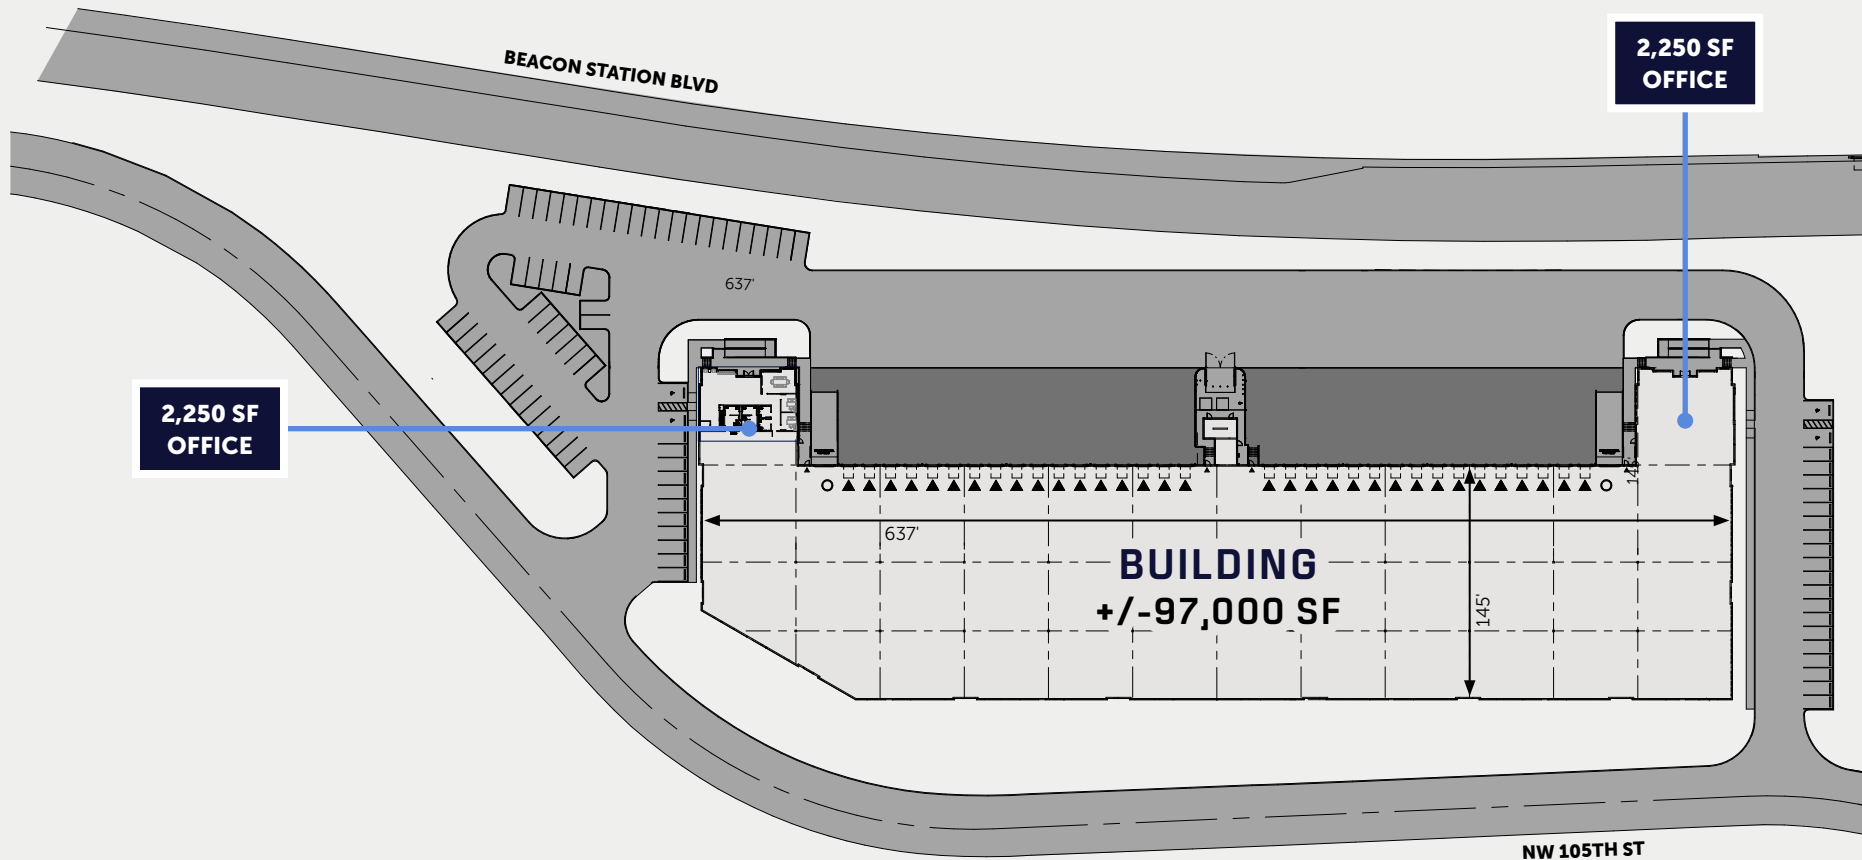 BEACON STATION BLVD
2,250 SF
OFFICE
637'
2,250 SF
OFFICE
145'
637'
BUILDING
+/-97,000 SF
145'
NW 105TH ST